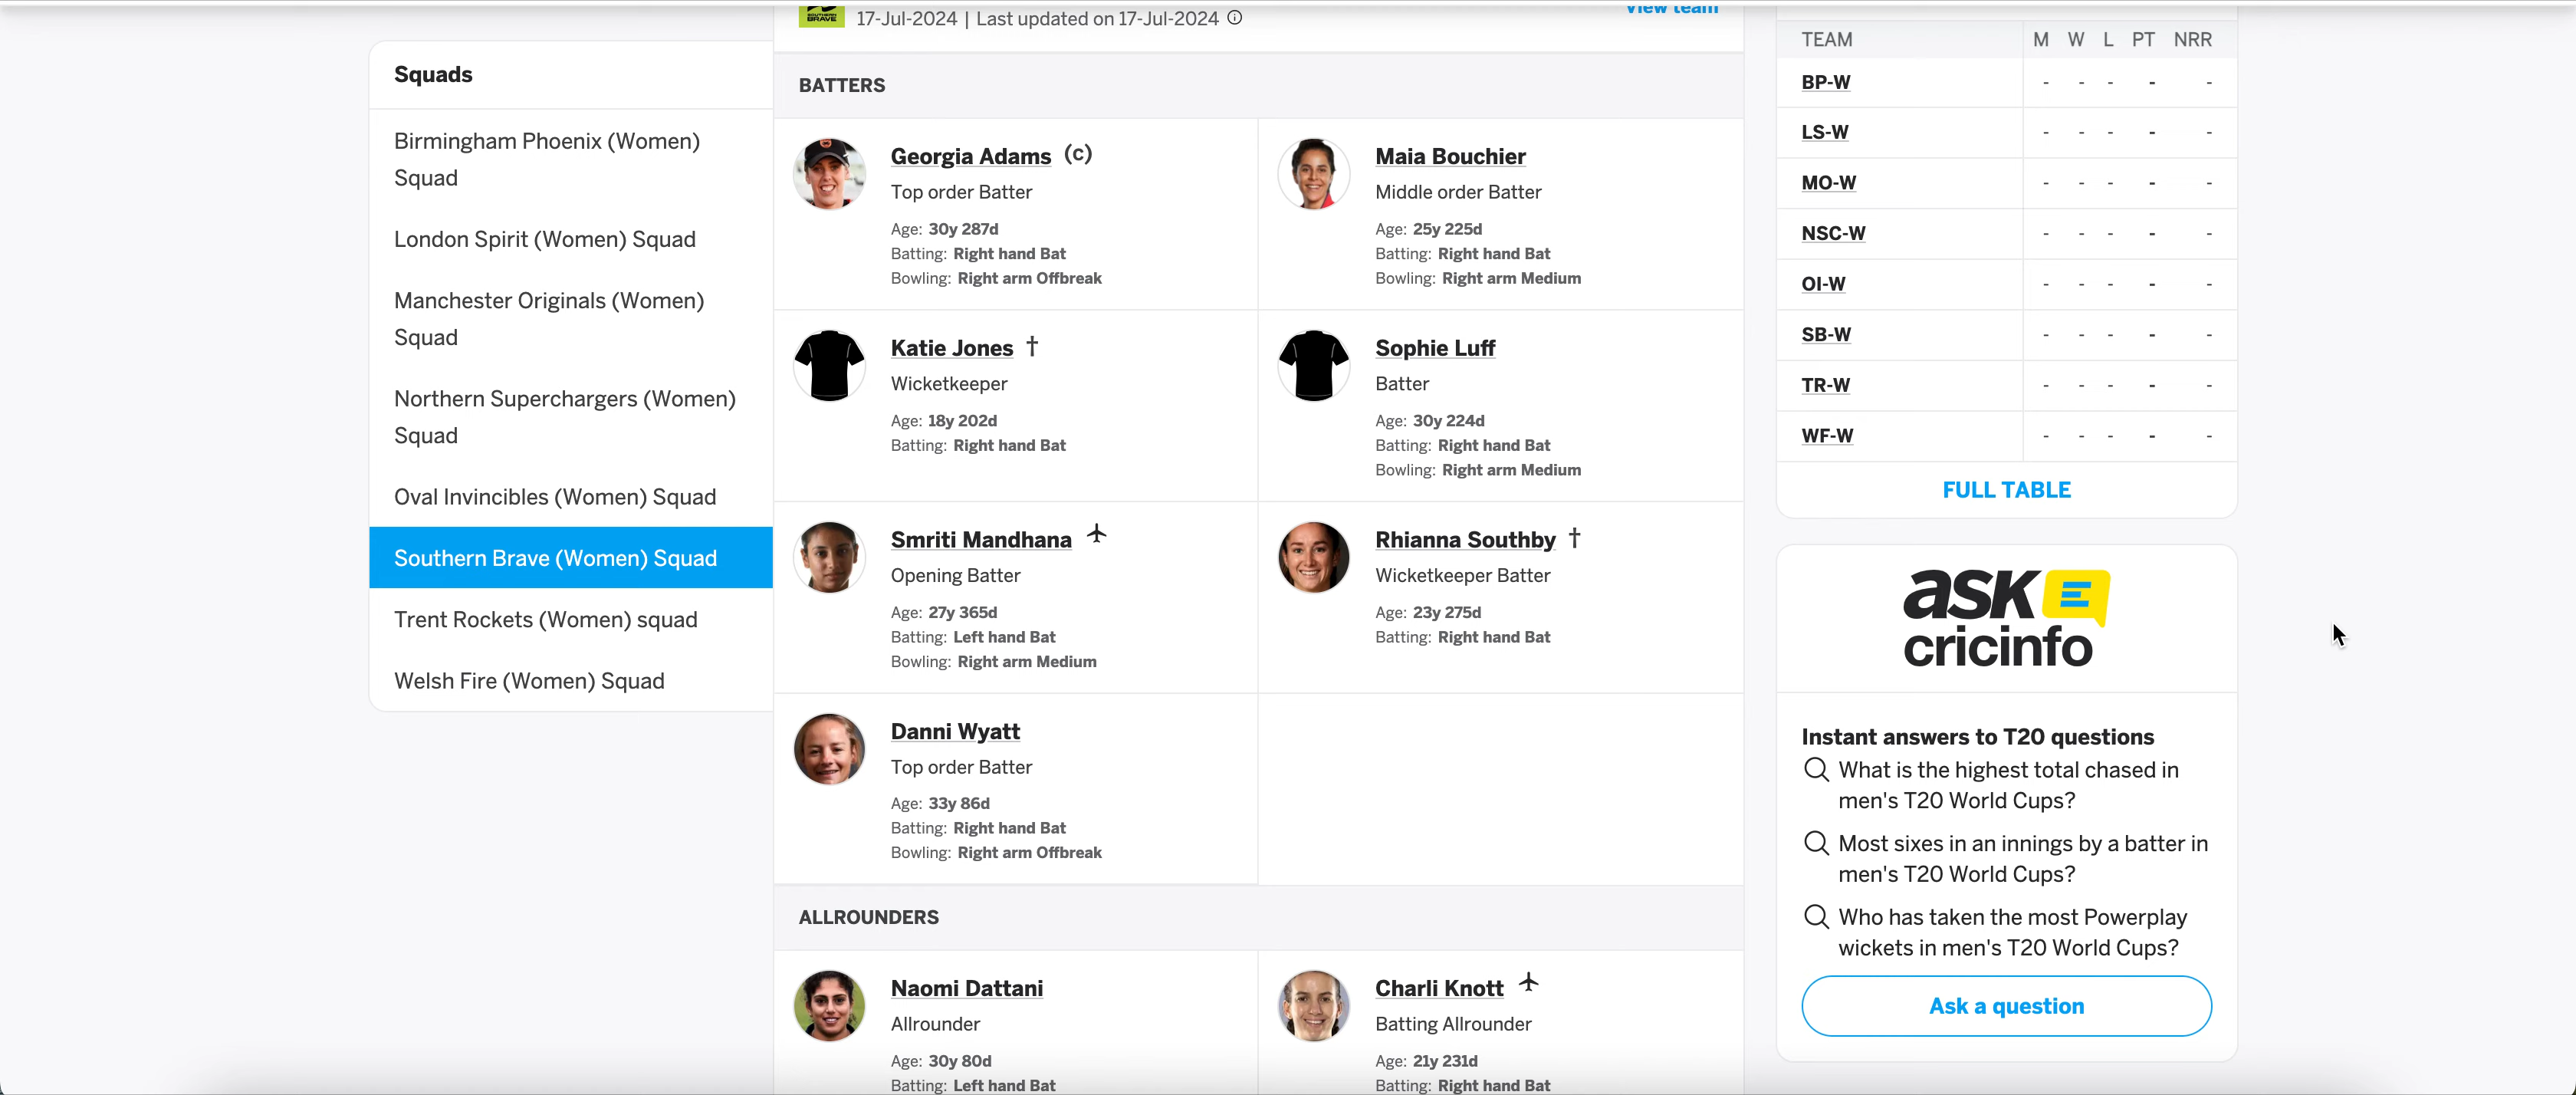 SOUTHERN
BRAVE
17-Jul-2024 | Last updated on 17-Jul-2024
View team
Squads
Birmingham Phoenix (Women)
Squad
London Spirit (Women) Squad
Manchester Originals (Women)
Squad
Northern Superchargers (Women)
Squad
Oval Invincibles (Women) Squad
Southern Brave (Women) Squad
Trent Rockets (Women) squad
Welsh Fire (Women) Squad
BATTERS
Georgia Adams (c)
Top order Batter
Age: 30y 287d
Batting: Right hand Bat
Bowling: Right arm Offbreak
Maia Bouchier
Middle order Batter
Age: 25y 225d
Batting: Right hand Bat
Bowling: Right arm Medium
Katie Jones †
Wicketkeeper
Age: 18y 202d
Batting: Right hand Bat
Sophie Luff
Batter
Age: 30y 224d
Batting: Right hand Bat
Bowling: Right arm Medium
Smriti Mandhana
Opening Batter
Age: 27y 365d
Batting: Left hand Bat
Bowling: Right arm Medium
Rhianna Southby †
Wicketkeeper Batter
Age: 23y 275d
Batting: Right hand Bat
Danni Wyatt
Top order Batter
Age: 33y 86d
Batting: Right hand Bat
Bowling: Right arm Offbreak
ALLROUNDERS
Naomi Dattani
Allrounder
Age: 30y 80d
Batting: Left hand Bat
Charli Knott
Batting Allrounder
Age: 21y 231d
Batting: Right hand Bat
TEAM M W L PT NRR
BP-W - - - - -
LS-W - - - - -
MO-W - - - - -
NSC-W - - - - -
OI-W - - - - -
SB-W - - - - -
TR-W - - - - -
WF-W - - - - -
FULL TABLE
ask E
cricinfo
Instant answers to T20 questions
What is the highest total chased in
men's T20 World Cups?
Most sixes in an innings by a batter in
men's T20 World Cups?
Who has taken the most Powerplay
wickets in men's T20 World Cups?
Ask a question